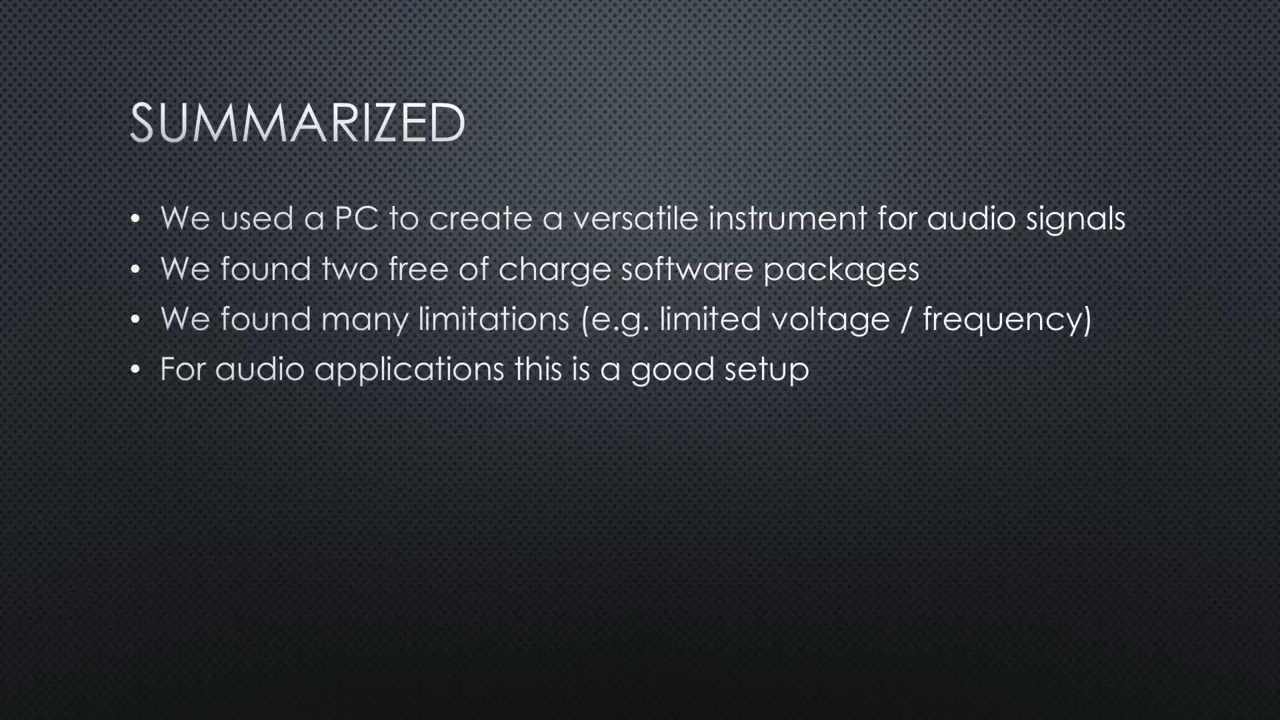 SUMMARIZED
• We used a PC to create a versatile instrument for audio signals
• We found two free of charge software packages
• We found many limitations (e.g. limited voltage / frequency)
• For audio applications this is a good setup